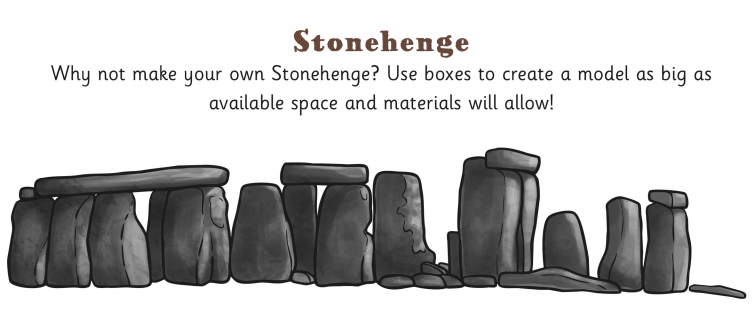 Stonehenge
Why not make your own Stonehenge? Use boxes to create a model as big as
available space and materials will allow!